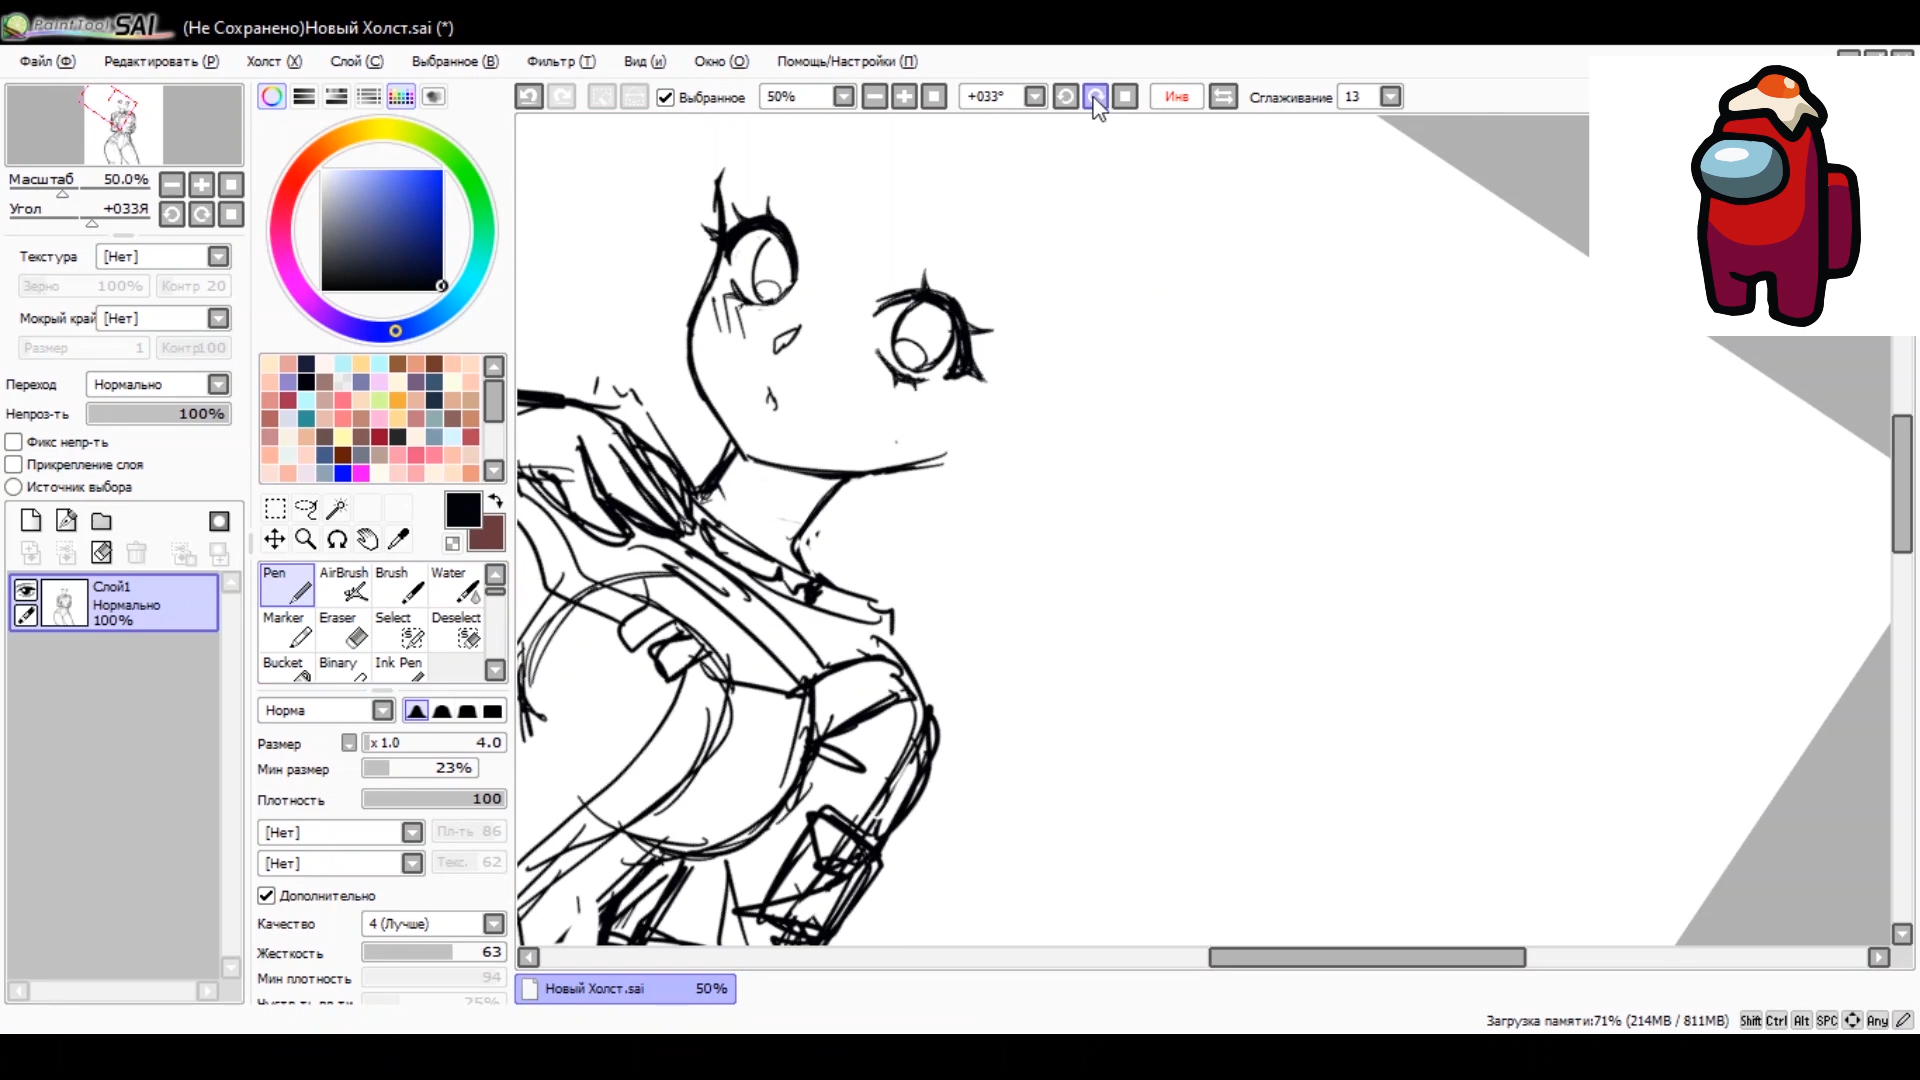 PaintTool SAI (Не Сохранено)Новый Холст.sai (*)
Файл (Ф) Редактировать (Р) Холст (Х) Слой (С) Выбранное (В) Фильтр (Т) Вид (и) Окно (О) Помощь/Настройки (П)
Выбранное 50% +033° Инв Сглаживание 13
Масштаб 50.0%
Угол +033Я
Текстура [Нет]
Зерно 100% Контр 20
Мокрый край [Нет]
Размер 1 Контр100
Переход Нормально
Непроз-ть 100%
Фикс непр-ть
Прикрепление слоя
Источник выбора
Слой1
Нормально
100%
Pen AirBrush Brush Water
Marker Eraser Select Deselect
Bucket Binary Ink Pen
Норма
Размер x 1.0 4.0
Мин размер 23%
Плотность 100
[Нет] Пл-ть 86
[Нет] Текс. 62
Дополнительно
Качество 4 (Лучше)
Жесткость 63
Мин плотность 94
25%
Новый Холст.sai 50%
Загрузка памяти:71% (214MB / 811MB) Shift Ctrl Alt SPC Any